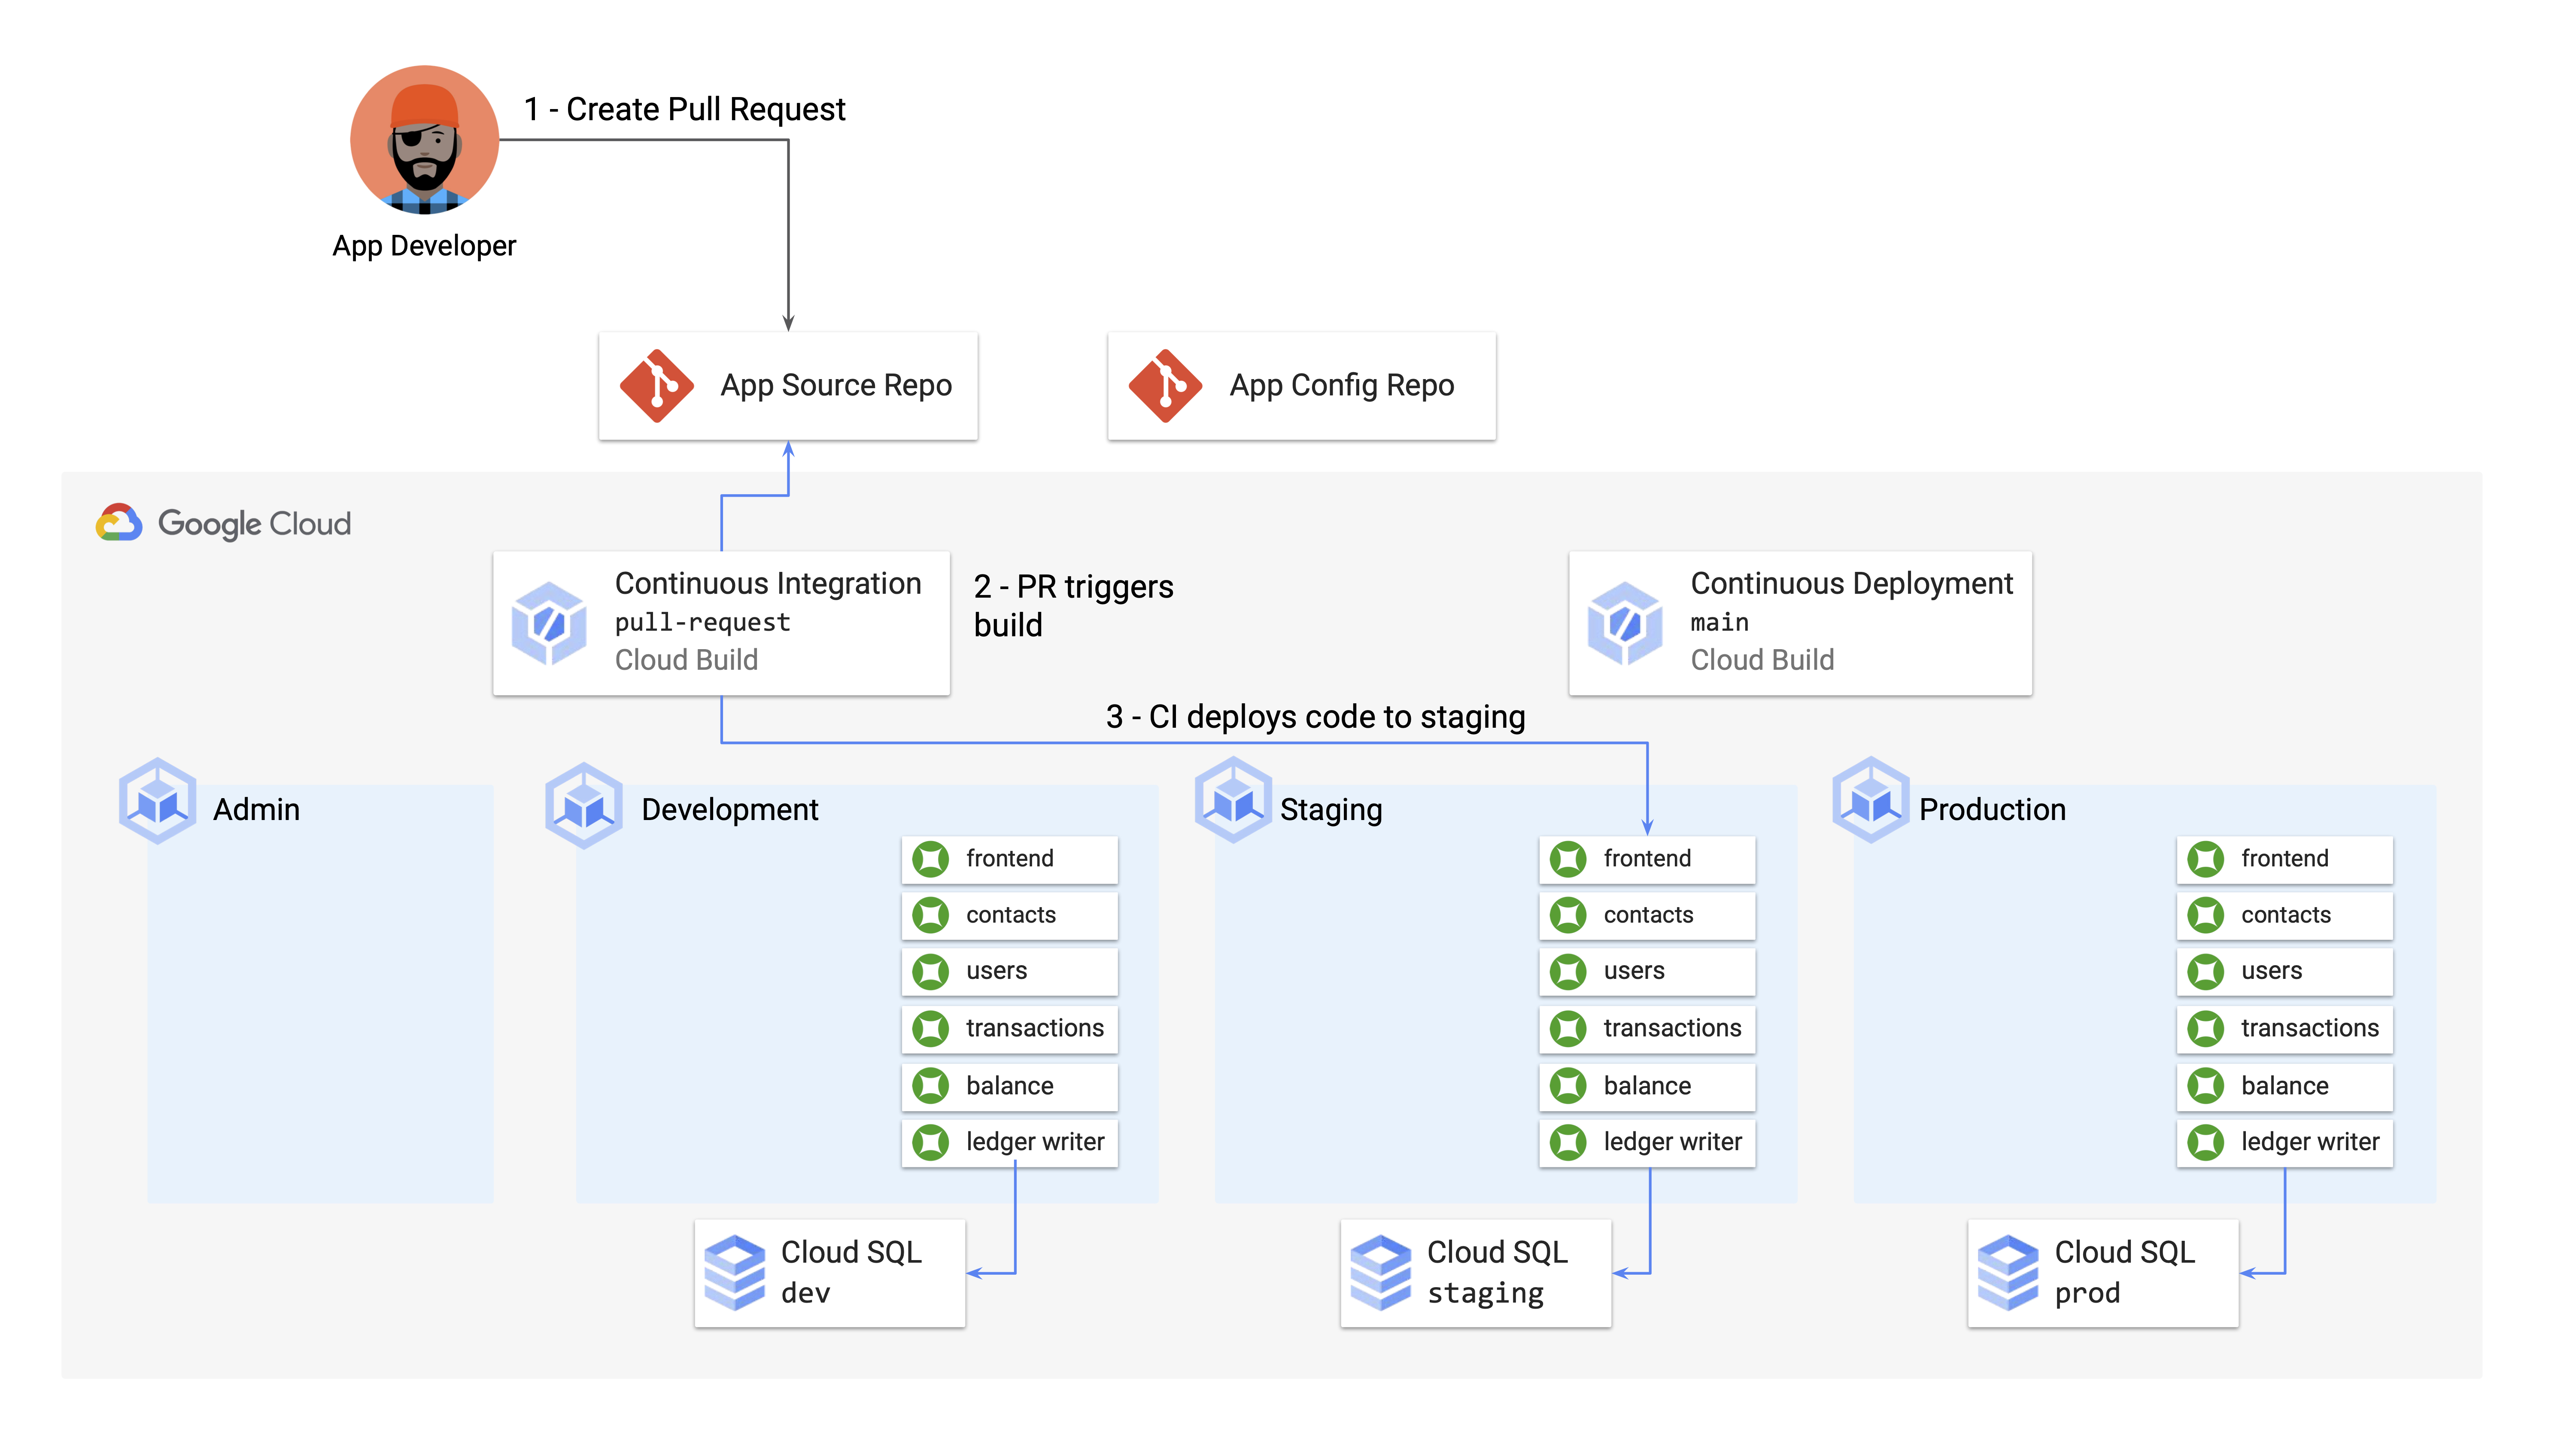 1 - Create Pull Request
App Developer
App Source Repo
App Config Repo
Google Cloud
Continuous Integration
pull-request
Cloud Build
2 - PR triggers
build
Continuous Deployment
main
Cloud Build
3 - CI deploys code to staging
Admin
Development
frontend
contacts
users
transactions
balance
ledger writer
Cloud SQL
dev
Staging
frontend
contacts
users
transactions
balance
ledger writer
Cloud SQL
staging
Production
frontend
contacts
users
transactions
balance
ledger writer
Cloud SQL
prod